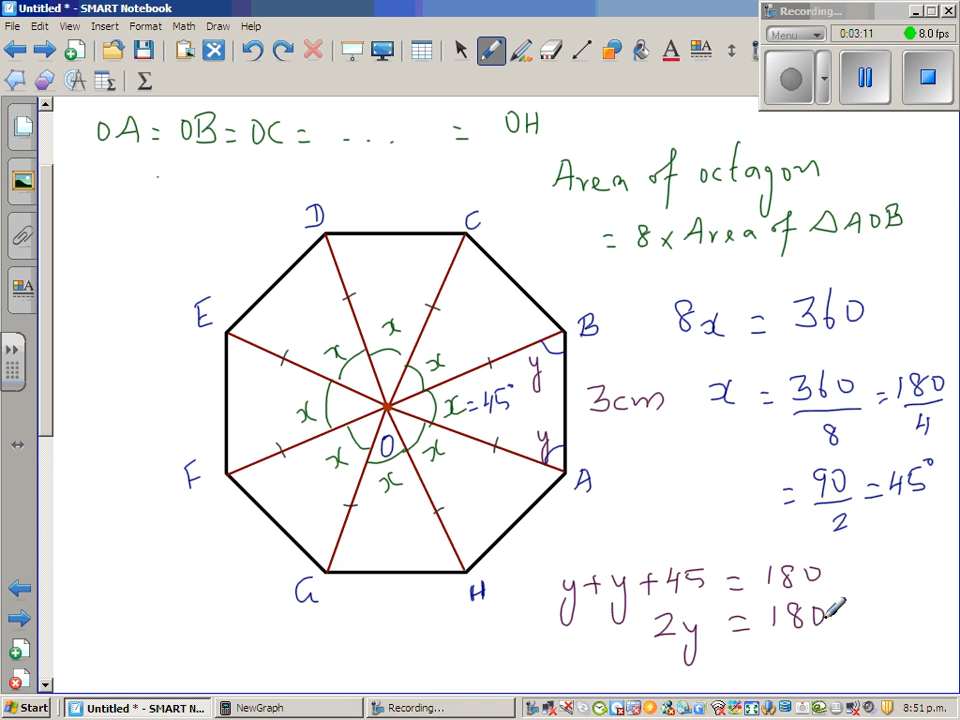 Untitled * - SMART Notebook
Recording...
File Edit View Insert Format Math Draw Help
Menu 0:03:11 8.0 fps
OA = OB = OC = ... = OH
Area of octagon
= 8 x Area of △AOB
D C
E B
8x = 360
x x
x x
x = 45°
x x
x
y
y
3cm
x = 360/8 = 180/4
O
F A
= 90/2 = 45°
G H
y + y + 45 = 180
2y = 180
Start Untitled * - SMART N... NewGraph Recording... 8:51 p.m.